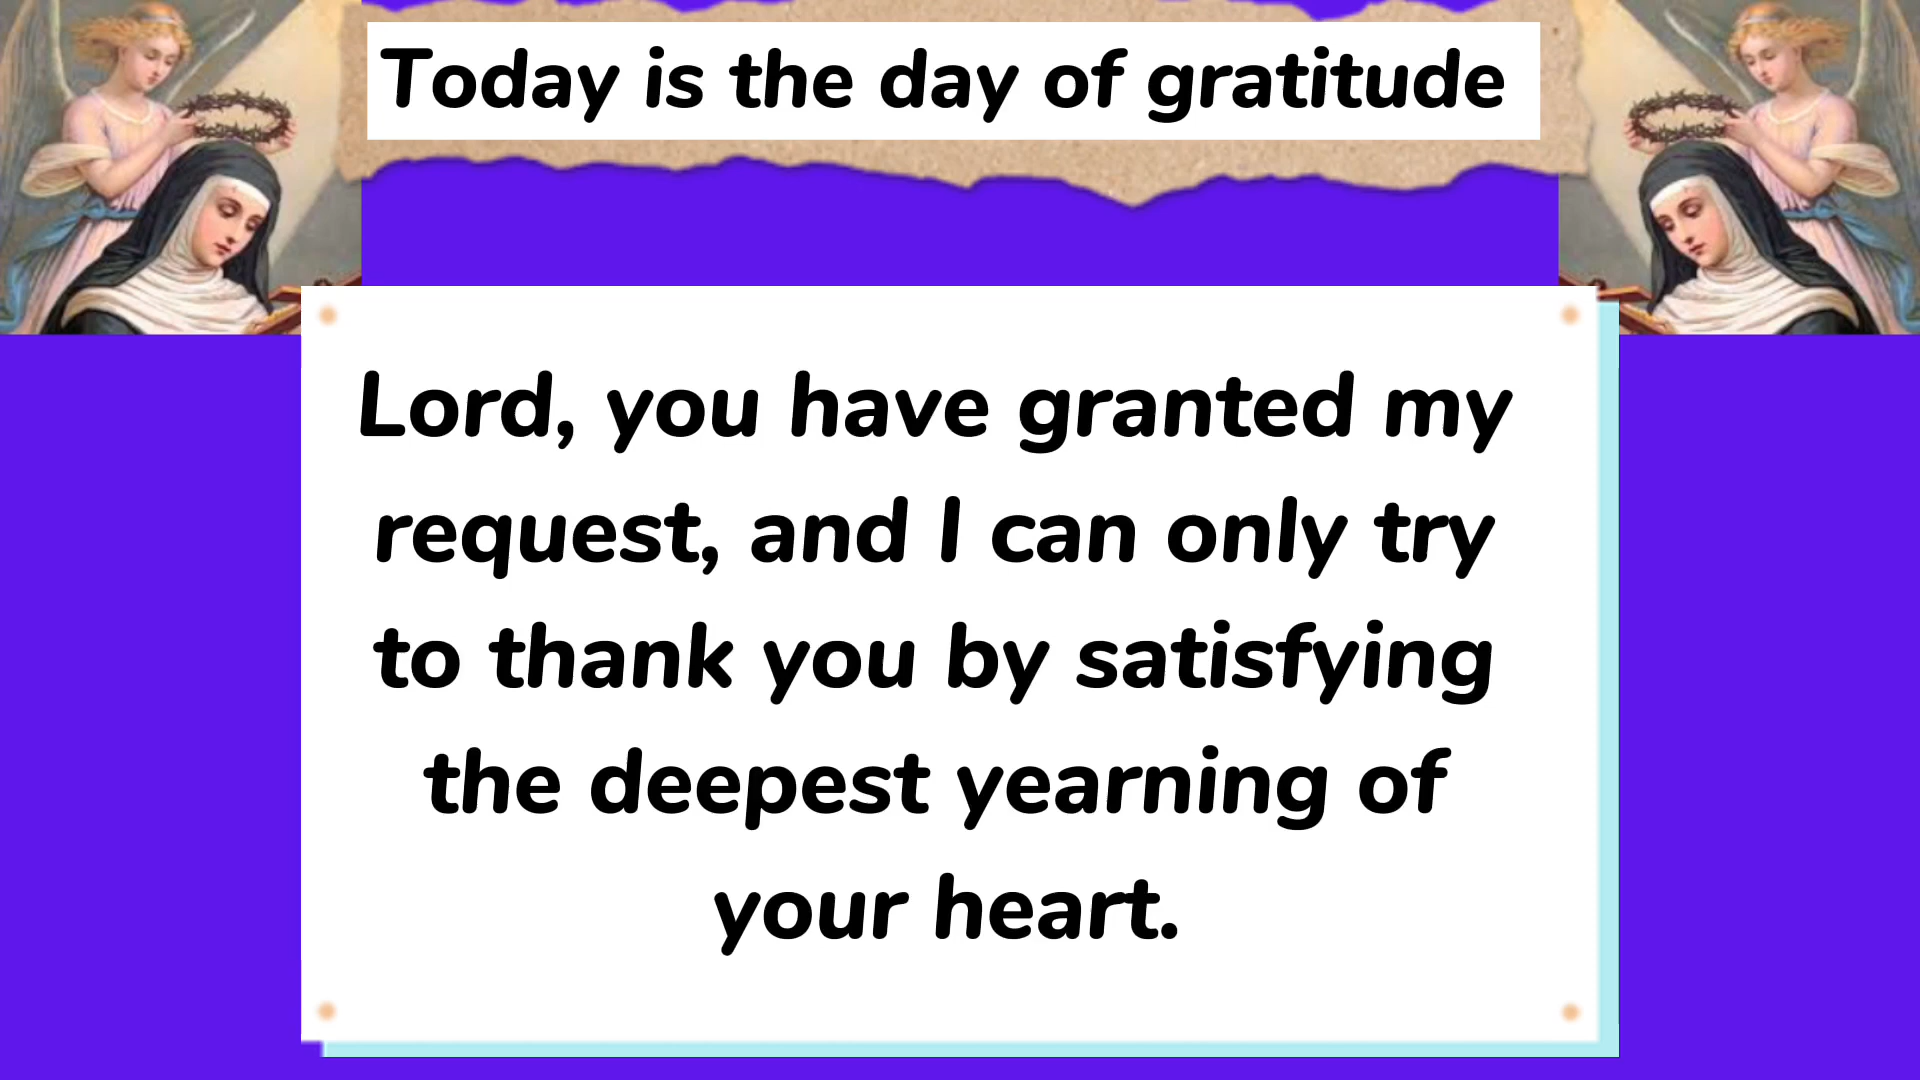 Today is the day of gratitude
Lord, you have granted my
request, and I can only try
to thank you by satisfying
the deepest yearning of
your heart.